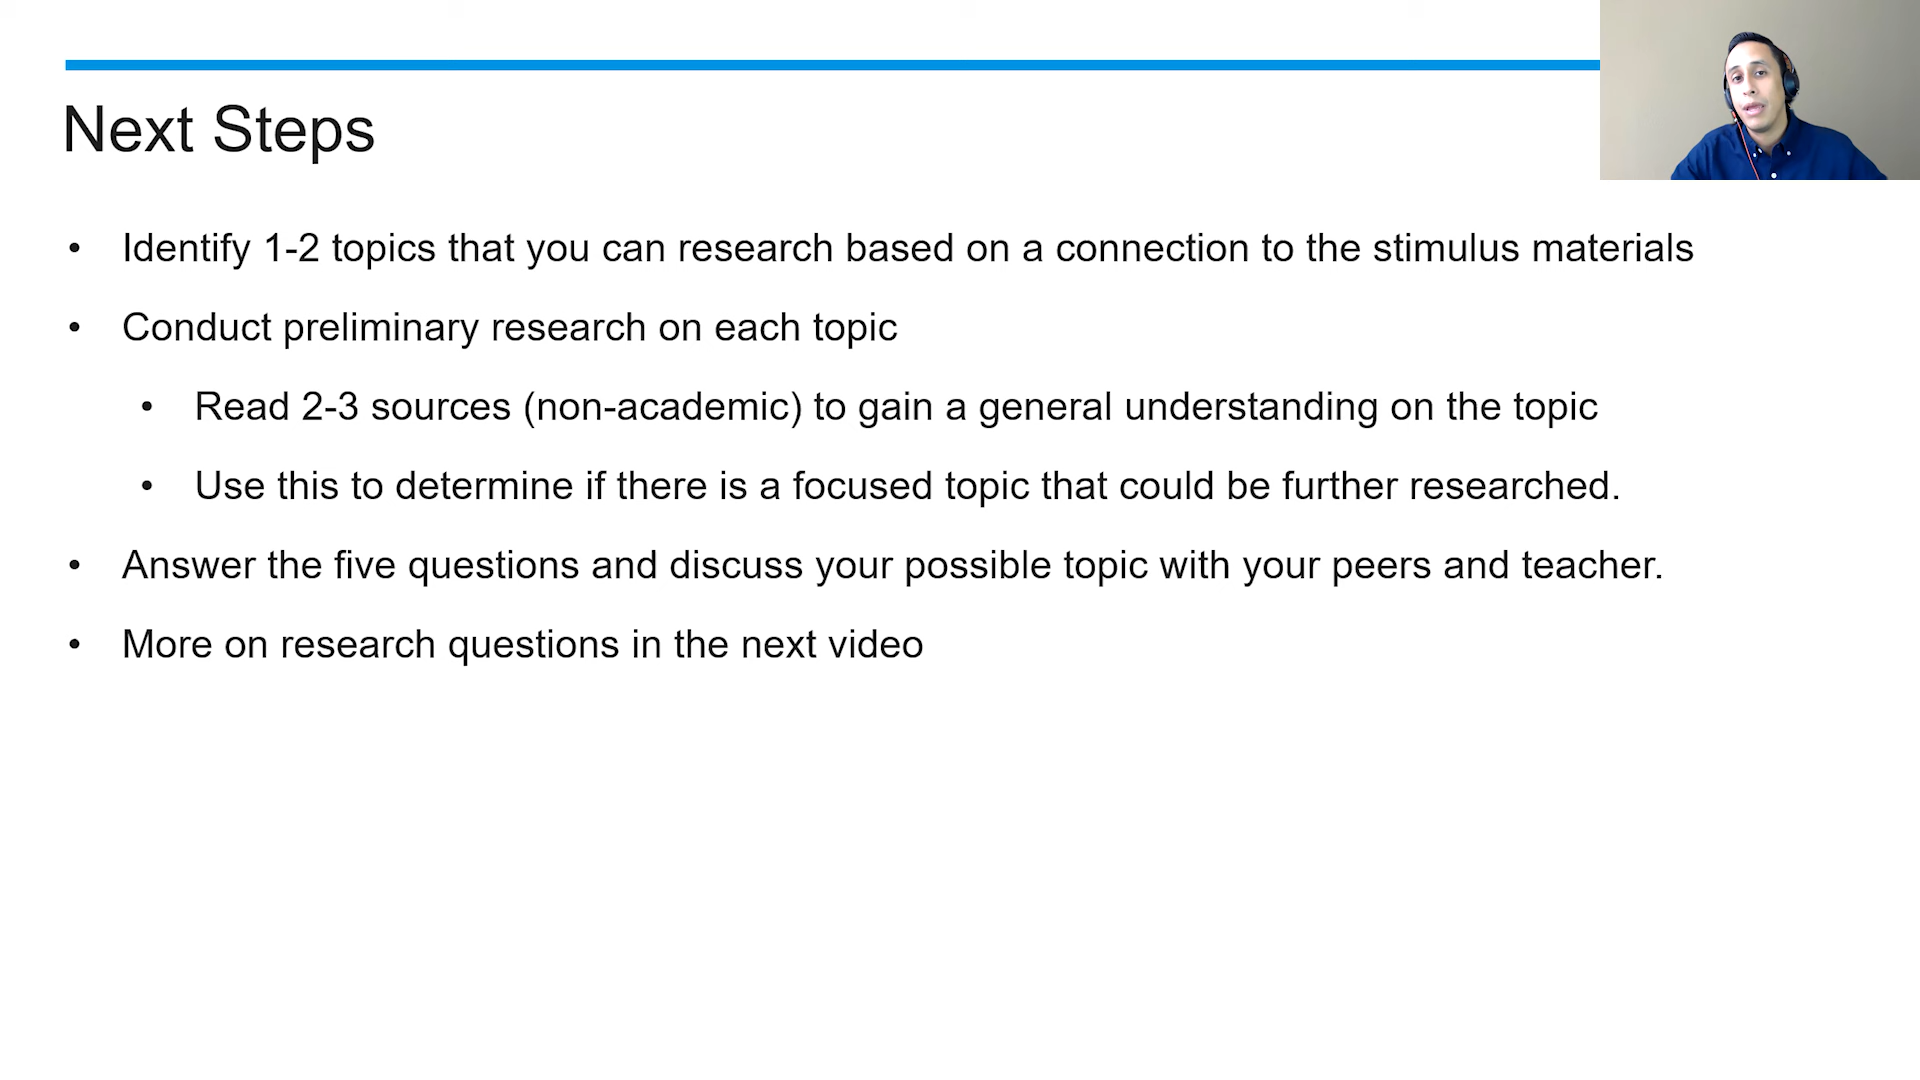 Next Steps
• Identify 1-2 topics that you can research based on a connection to the stimulus materials
• Conduct preliminary research on each topic
• Read 2-3 sources (non-academic) to gain a general understanding on the topic
• Use this to determine if there is a focused topic that could be further researched.
• Answer the five questions and discuss your possible topic with your peers and teacher.
• More on research questions in the next video